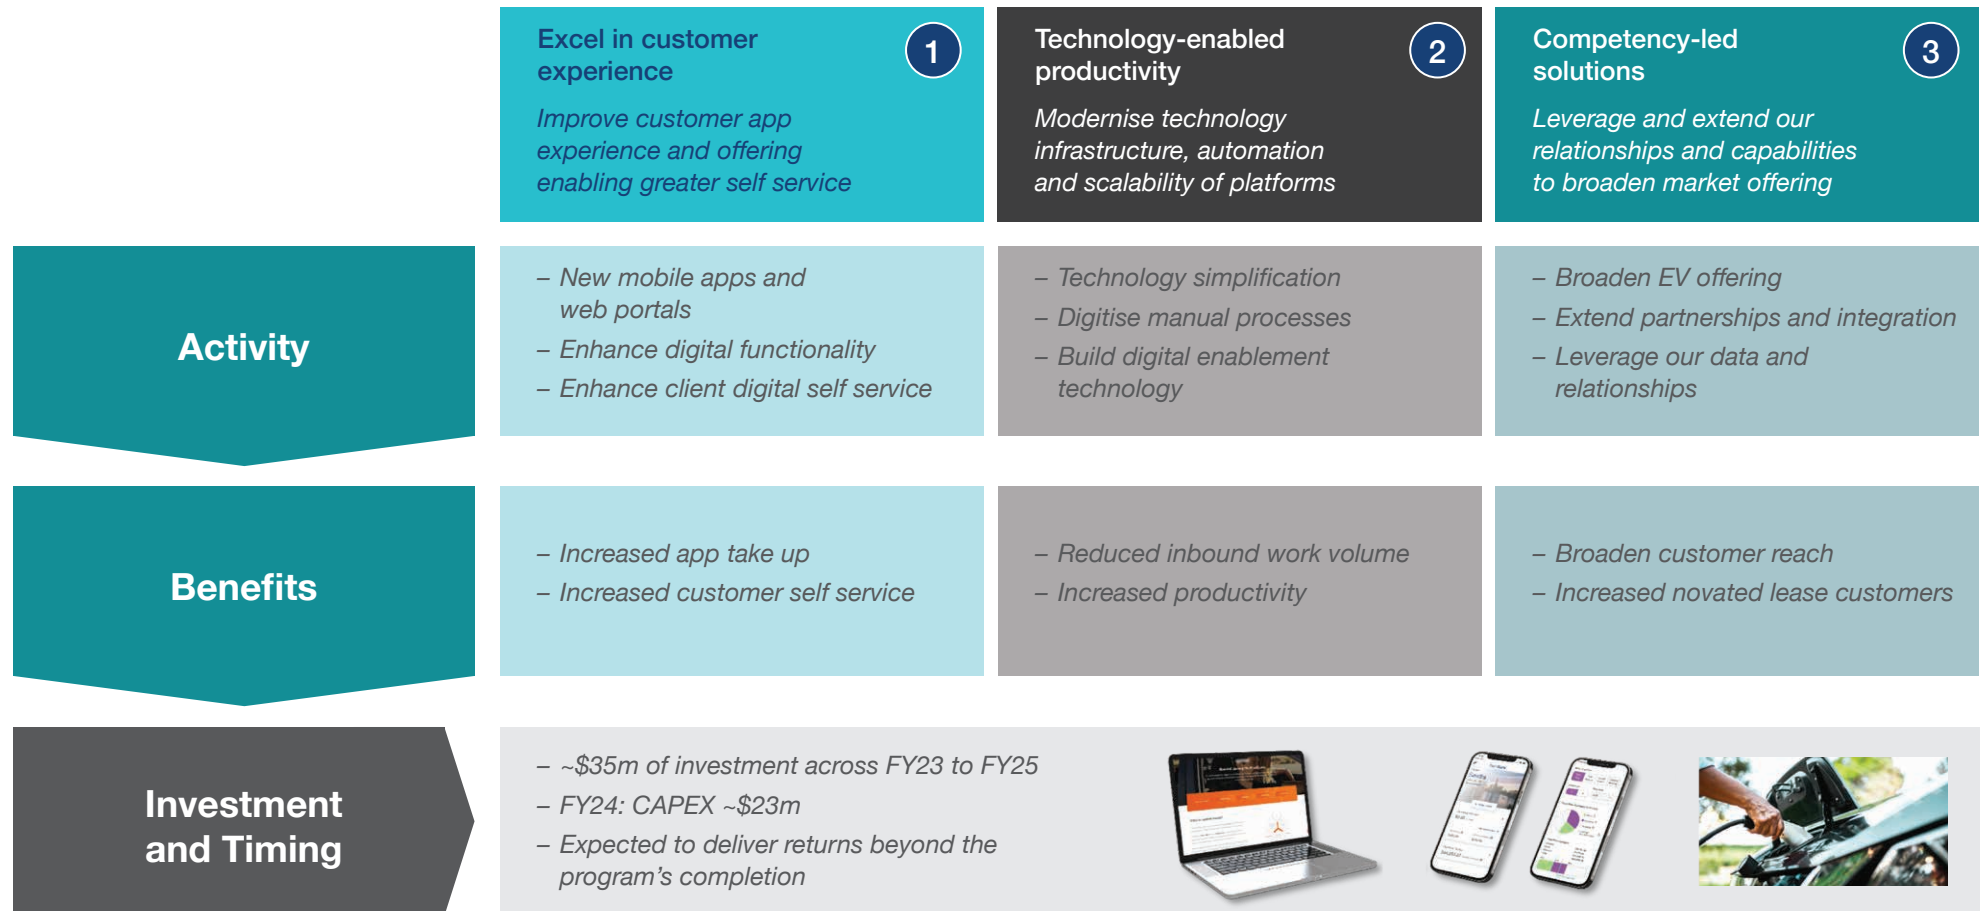 Excel in customer
experience
1
Improve customer app
experience and offering
enabling greater self service
Technology-enabled
productivity
2
Modernise technology
infrastructure, automation
and scalability of platforms
Competency-led
solutions
3
Leverage and extend our
relationships and capabilities
to broaden market offering
Activity
– New mobile apps and
web portals
– Enhance digital functionality
– Enhance client digital self service
– Technology simplification
– Digitise manual processes
– Build digital enablement
technology
– Broaden EV offering
– Extend partnerships and integration
– Leverage our data and
relationships
Benefits
– Increased app take up
– Increased customer self service
– Reduced inbound work volume
– Increased productivity
– Broaden customer reach
– Increased novated lease customers
Investment
and Timing
– ~$35m of investment across FY23 to FY25
– FY24: CAPEX ~$23m
– Expected to deliver returns beyond the
program’s completion